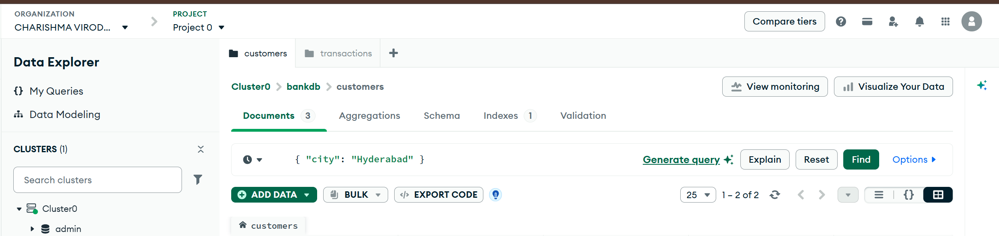 ORGANIZATION
CHARISHMA VIROD...
PROJECT
Project 0
Compare tiers
Data Explorer
My Queries
Data Modeling
CLUSTERS (1)
Search clusters
Cluster0
admin
customers
transactions
Cluster0 > bankdb > customers
View monitoring
Visualize Your Data
Documents 3
Aggregations
Schema
Indexes 1
Validation
{ "city": "Hyderabad" }
Generate query
Explain
Reset
Find
Options
ADD DATA
BULK
EXPORT CODE
25
1 – 2 of 2
customers